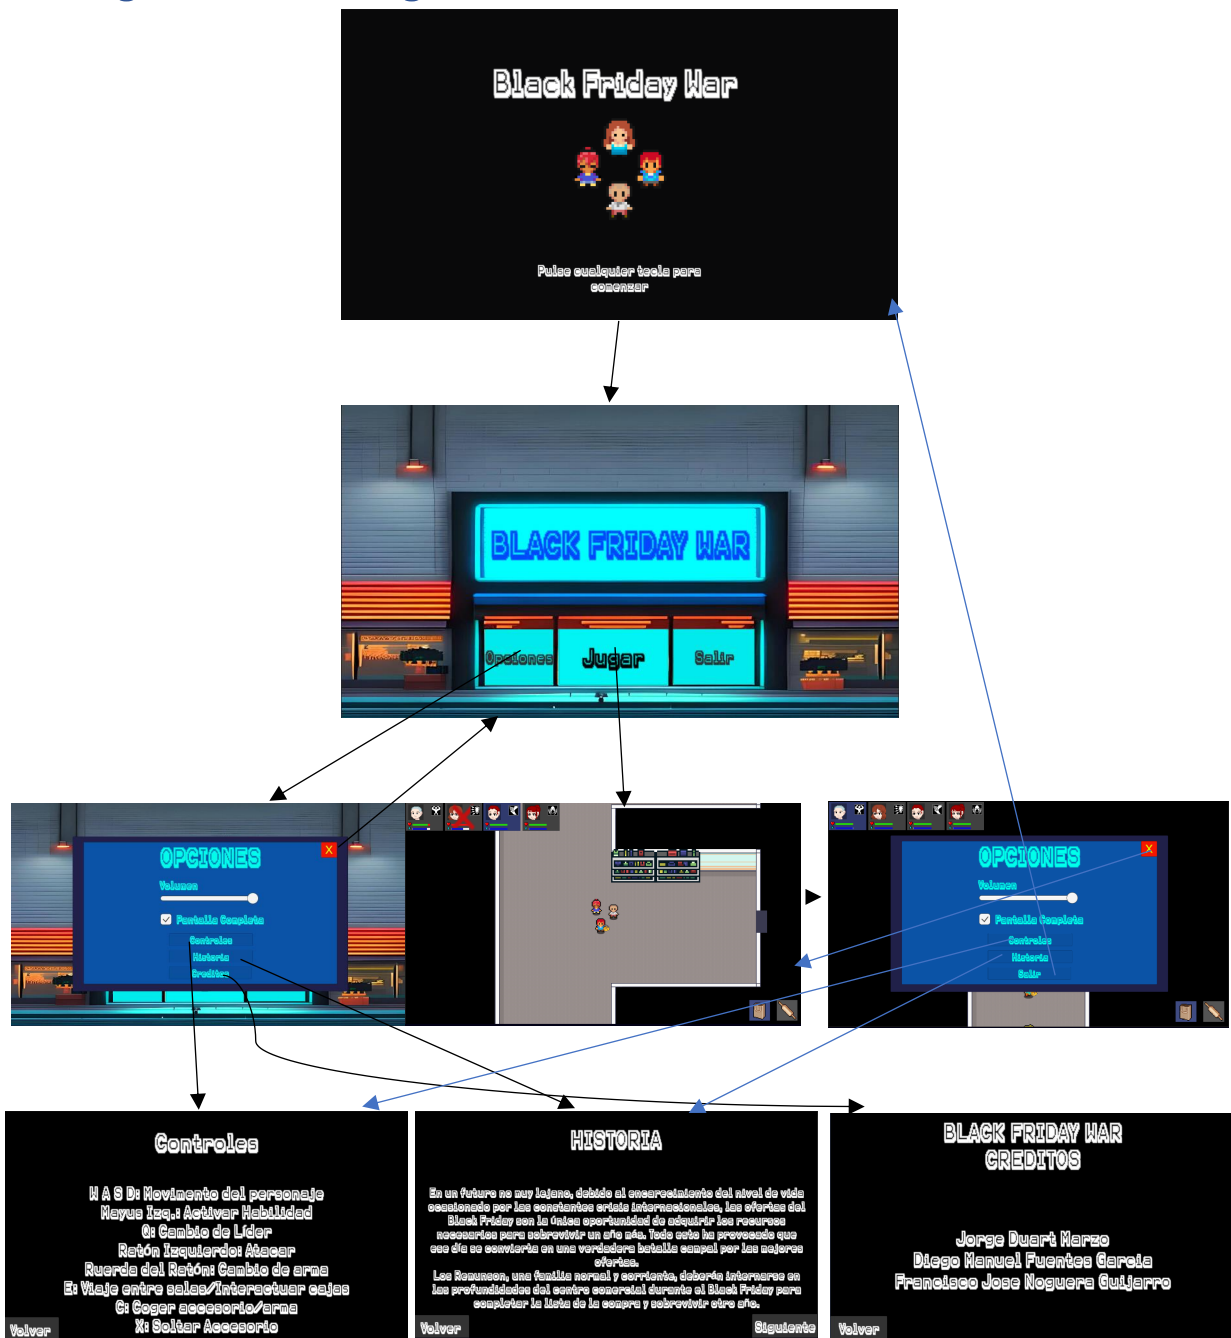 Black Friday War
Pulse cualquier tecla para
comenzar
BLACK FRIDAY WAR
Opciones
Jugar
Salir
OPCIONES
X
Volumen
Pantalla Completa
Controles
Historia
Creditos
OPCIONES
X
Volumen
Pantalla Completa
Controles
Historia
Salir
Controles
W A S D: Movimento del personaje
Mayus Izq.: Activar Habilidad
Q: Cambio de Líder
Ratón Izquierdo: Atacar
Ruerda del Ratón: Cambio de arma
E: Viaje entre salas/Interactuar cajas
C: Coger accesorio/arma
X: Soltar Accesorio
Volver
HISTORIA
En un futuro no muy lejano, debido al encarecimiento del nivel de vida
ocasionado por las constantes crisis internacionales, las ofertas del
Black Friday son la única oportunidad de adquirir los recursos
necesarios para sobrevivir un año más. Todo esto ha provocado que
ese día se convierta en una verdadera batalla campal por las mejores
ofertas.
Los Remunson, una familia normal y corriente, deberán internarse en
las profundidades del centro comercial durante el Black Friday para
completar la lista de la compra y sobrevivir otro año.
Volver
Siguiente
BLACK FRIDAY WAR
CREDITOS
Jorge Duart Marzo
Diego Manuel Fuentes Garcia
Francisco Jose Noguera Guijarro
Volver